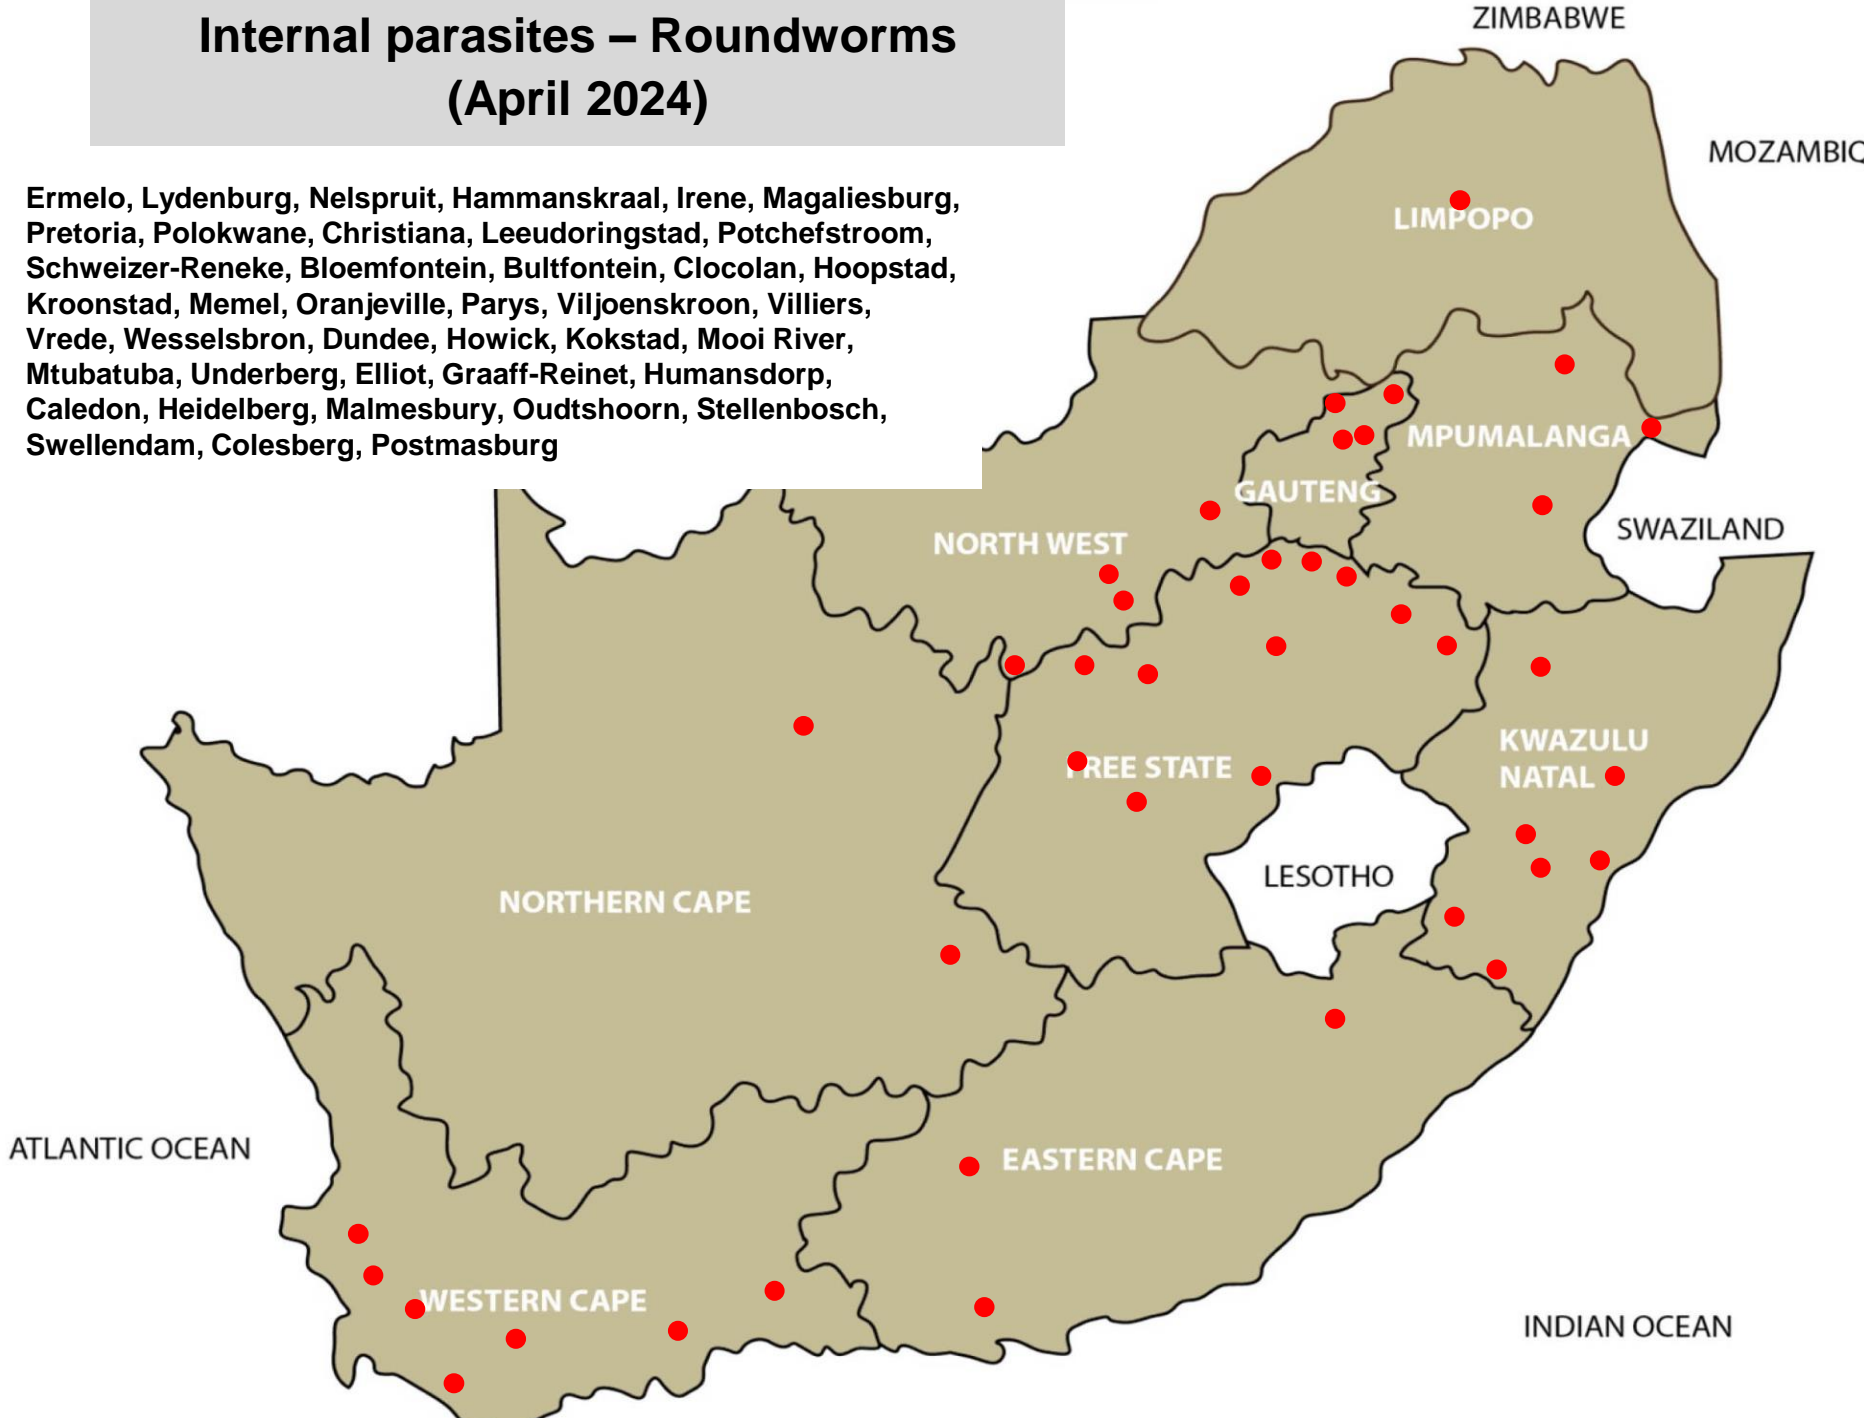 Internal parasites – Roundworms
(April 2024)
Ermelo, Lydenburg, Nelspruit, Hammanskraal, Irene, Magaliesburg,
Pretoria, Polokwane, Christiana, Leeudoringstad, Potchefstroom,
Schweizer-Reneke, Bloemfontein, Bultfontein, Clocolan, Hoopstad,
Kroonstad, Memel, Oranjeville, Parys, Viljoenskroon, Villiers,
Vrede, Wesselsbron, Dundee, Howick, Kokstad, Mooi River,
Mtubatuba, Underberg, Elliot, Graaff-Reinet, Humansdorp,
Caledon, Heidelberg, Malmesbury, Oudtshoorn, Stellenbosch,
Swellendam, Colesberg, Postmasburg
ZIMBABWE
MOZAMBIQ
LIMPOPO
MPUMALANGA
GAUTENG
SWAZILAND
NORTH WEST
KWAZULU
NATAL
FREE STATE
LESOTHO
NORTHERN CAPE
ATLANTIC OCEAN
EASTERN CAPE
WESTERN CAPE
INDIAN OCEAN